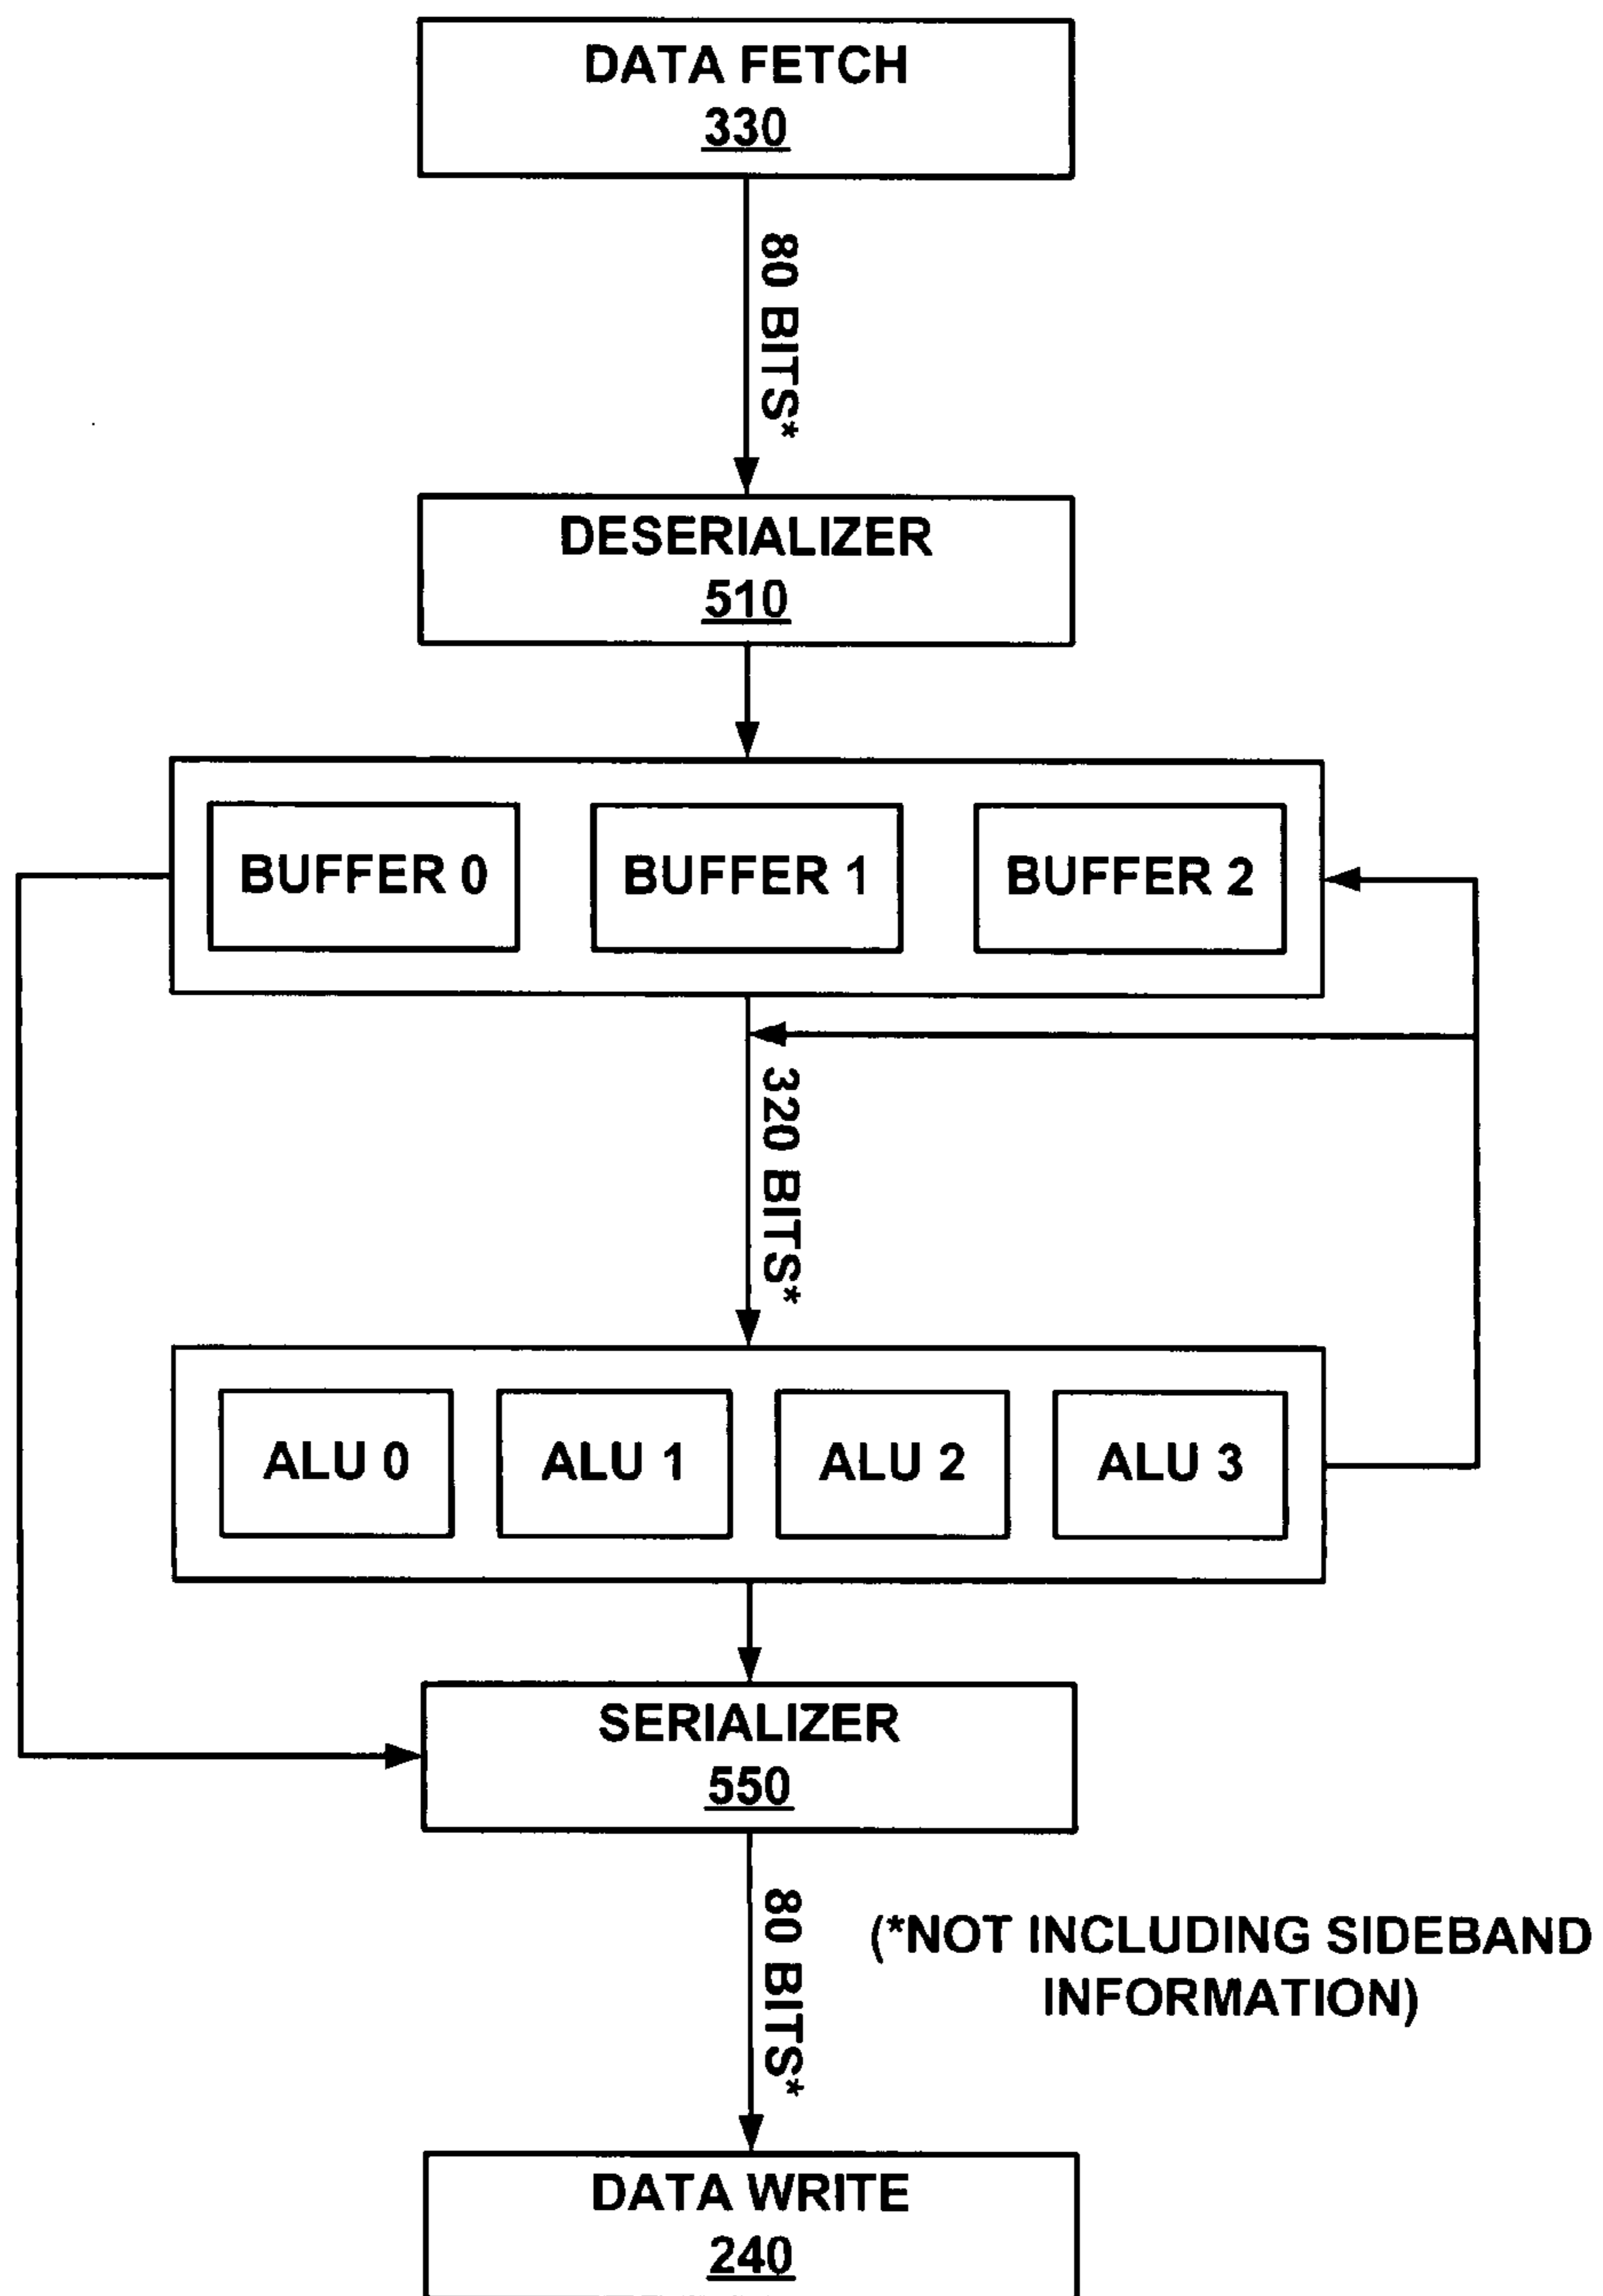 DATA FETCH
330
80 BITS*
DESERIALIZER
510
BUFFER 0
BUFFER 1
BUFFER 2
320 BITS*
ALU 0
ALU 1
ALU 2
ALU 3
SERIALIZER
550
80 BITS*
(*NOT INCLUDING SIDEBAND
INFORMATION)
DATA WRITE
240